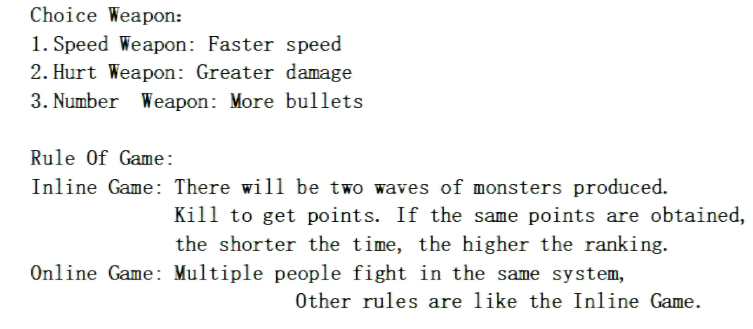 Choice Weapon:
1.Speed Weapon: Faster speed
2.Hurt Weapon: Greater damage
3.Number  Weapon: More bullets
Rule Of Game:
Inline Game: There will be two waves of monsters produced.
Kill to get points. If the same points are obtained,
the shorter the time, the higher the ranking.
Online Game: Multiple people fight in the same system,
Other rules are like the Inline Game.